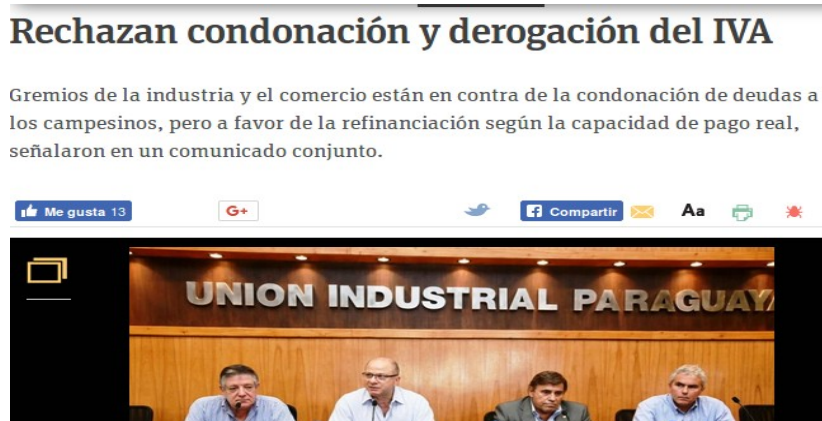 Rechazan condonación y derogación del IVA
Gremios de la industria y el comercio están en contra de la condonación de deudas a
los campesinos, pero a favor de la refinanciación según la capacidad de pago real,
señalaron en un comunicado conjunto.
Me gusta 13
G+
Compartir
Aa
UNION INDUSTRIAL PARAGUAY